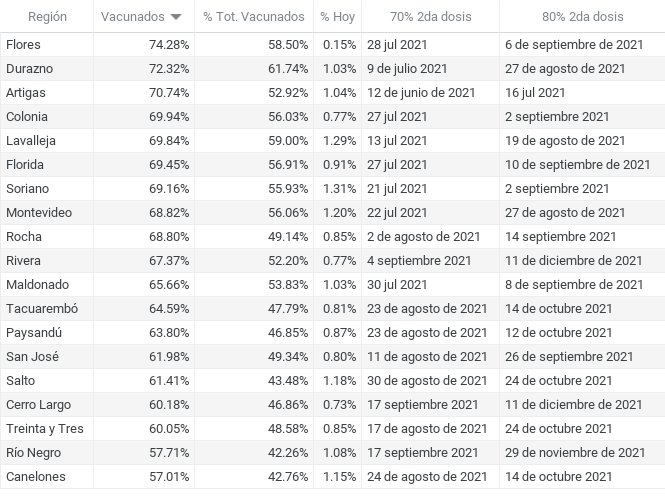 Región Vacunados % Tot. Vacunados % Hoy 70% 2da dosis 80% 2da dosis
Flores 74.28% 58.50% 0.15% 28 jul 2021 6 de septiembre de 2021
Durazno 72.32% 61.74% 1.03% 9 de julio 2021 27 de agosto de 2021
Artigas 70.74% 52.92% 1.04% 12 de junio de 2021 16 jul 2021
Colonia 69.94% 56.03% 0.77% 27 jul 2021 2 septiembre 2021
Lavalleja 69.84% 59.00% 1.29% 13 jul 2021 19 de agosto de 2021
Florida 69.45% 56.91% 0.91% 27 jul 2021 10 de septiembre de 2021
Soriano 69.16% 55.93% 1.31% 21 jul 2021 2 septiembre 2021
Montevideo 68.82% 56.06% 1.20% 22 jul 2021 27 de agosto de 2021
Rocha 68.80% 49.14% 0.85% 2 de agosto de 2021 14 septiembre 2021
Rivera 67.37% 52.20% 0.77% 4 septiembre 2021 11 de diciembre de 2021
Maldonado 65.66% 53.83% 1.03% 30 jul 2021 8 de septiembre de 2021
Tacuarembó 64.59% 47.79% 0.81% 23 de agosto de 2021 14 de octubre 2021
Paysandú 63.80% 46.85% 0.87% 23 de agosto de 2021 12 de octubre 2021
San José 61.98% 49.34% 0.80% 11 de agosto de 2021 26 de septiembre 2021
Salto 61.41% 43.48% 1.18% 30 de agosto de 2021 24 de octubre 2021
Cerro Largo 60.18% 46.86% 0.73% 17 septiembre 2021 11 de diciembre de 2021
Treinta y Tres 60.05% 48.58% 0.85% 17 de agosto de 2021 24 de octubre 2021
Río Negro 57.71% 42.26% 1.08% 17 septiembre 2021 29 de noviembre de 2021
Canelones 57.01% 42.76% 1.15% 24 de agosto de 2021 14 de octubre 2021